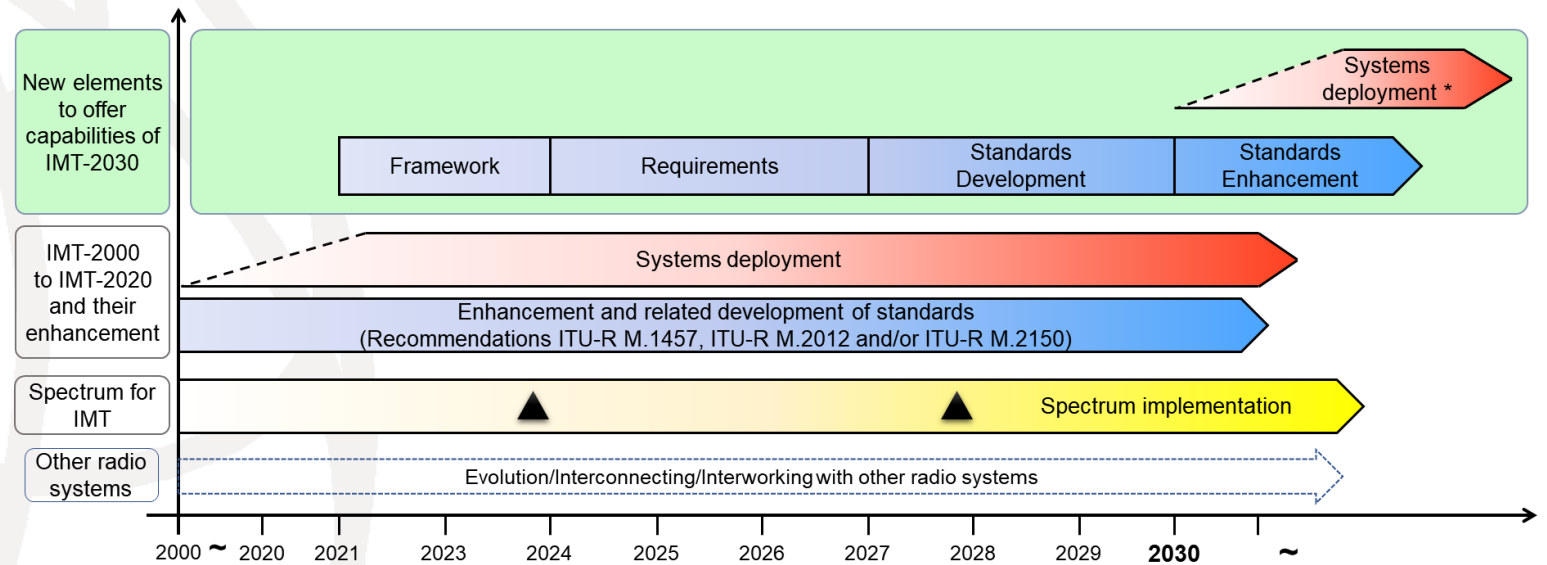 New elements
to offer
capabilities of
IMT-2030
Systems
deployment *
Framework
Requirements
Standards
Development
Standards
Enhancement
IMT-2000
to IMT-2020
and their
enhancement
Systems deployment
Enhancement and related development of standards
(Recommendations ITU-R M.1457, ITU-R M.2012 and/or ITU-R M.2150)
Spectrum for
IMT
Spectrum implementation
Other radio
systems
Evolution/Interconnecting/Interworking with other radio systems
2000 ~ 2020 2021 2023 2024 2025 2026 2027 2028 2029 2030 ~